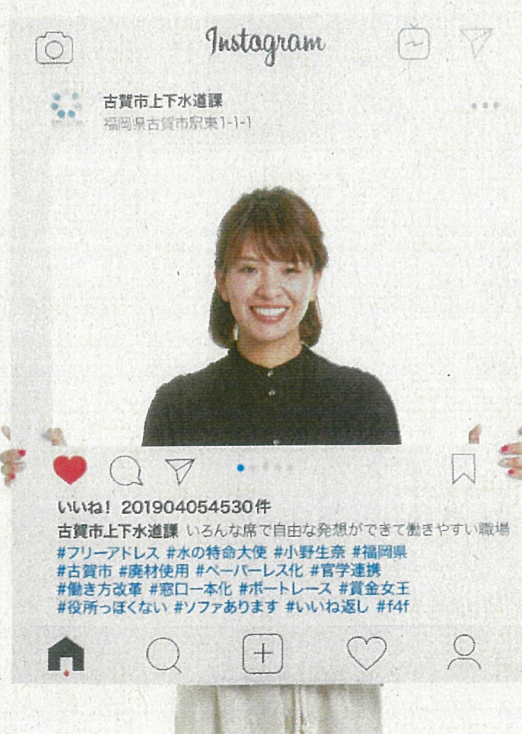 Instagram
古賀市上下水道課
福岡県古賀市駅東1-1-1
いいね！ 201904054530件
古賀市上下水道課 いろんな席で自由な発想ができて働きやすい職場
#フリーアドレス #水の特命大使 #小野生奈 #福岡県
#古賀市 #廃材使用 #ペーパーレス化 #官学連携
#働き方改革 #窓口一本化 #ボートレース #賞金女王
#役所っぽくない #ソファあります #いいね返し #f4f